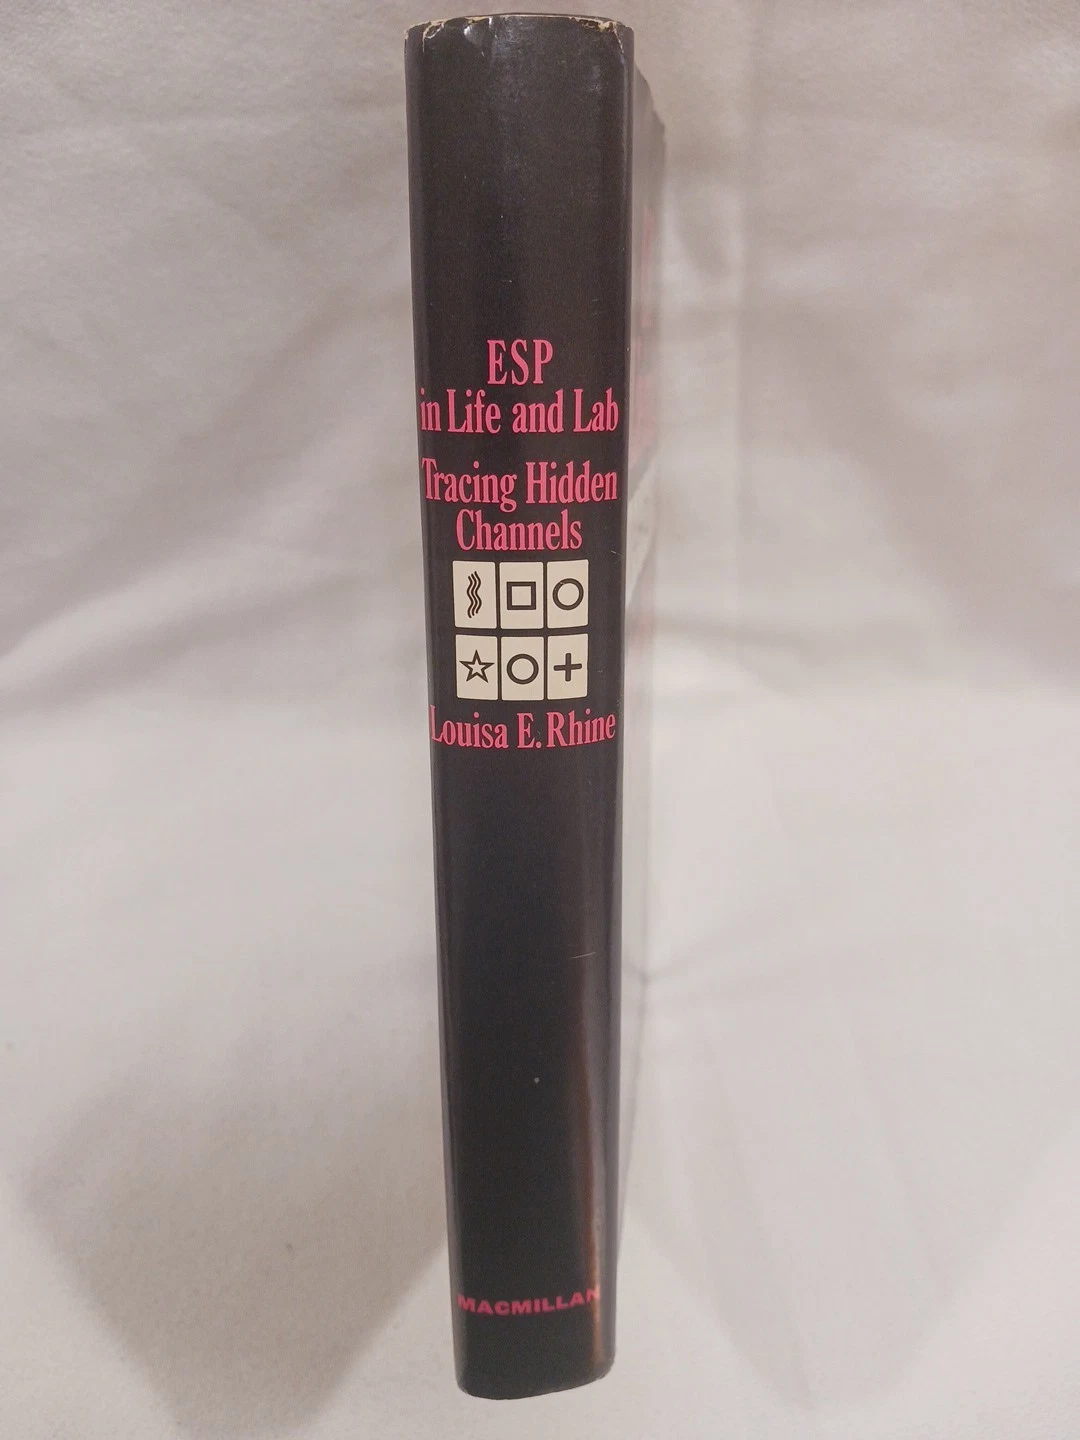 ESP
in Life and Lab
Tracing Hidden
Channels
Louisa E. Rhine
MACMILLAN